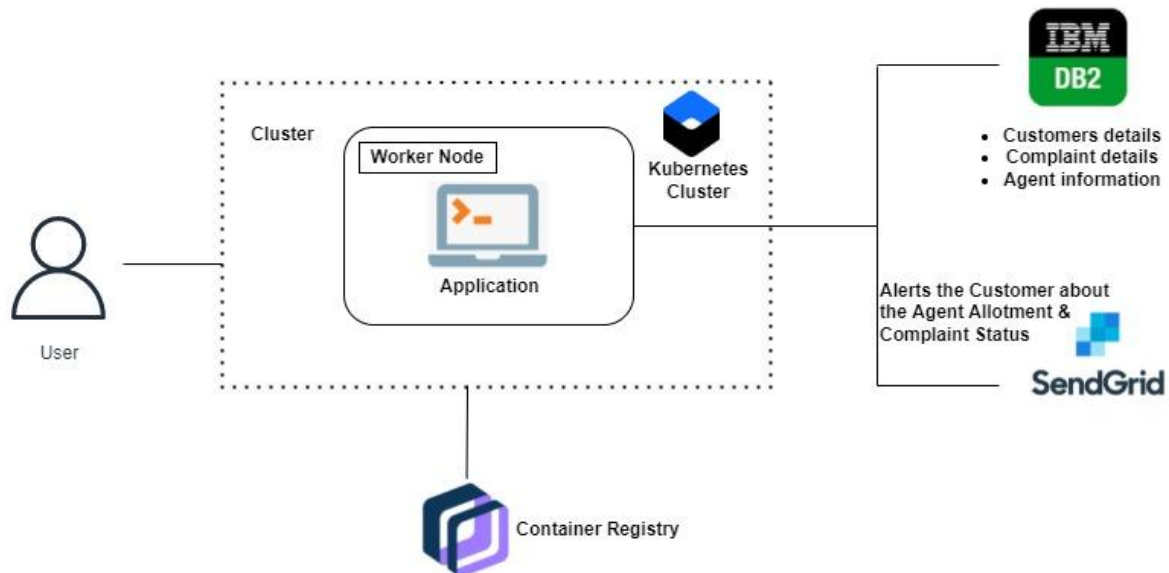 IBM
DB2
• Customers details
• Complaint details
• Agent information
Cluster
Worker Node
Kubernetes
Cluster
Application
User
Alerts the Customer about
the Agent Allotment &
Complaint Status
SendGrid
Container Registry